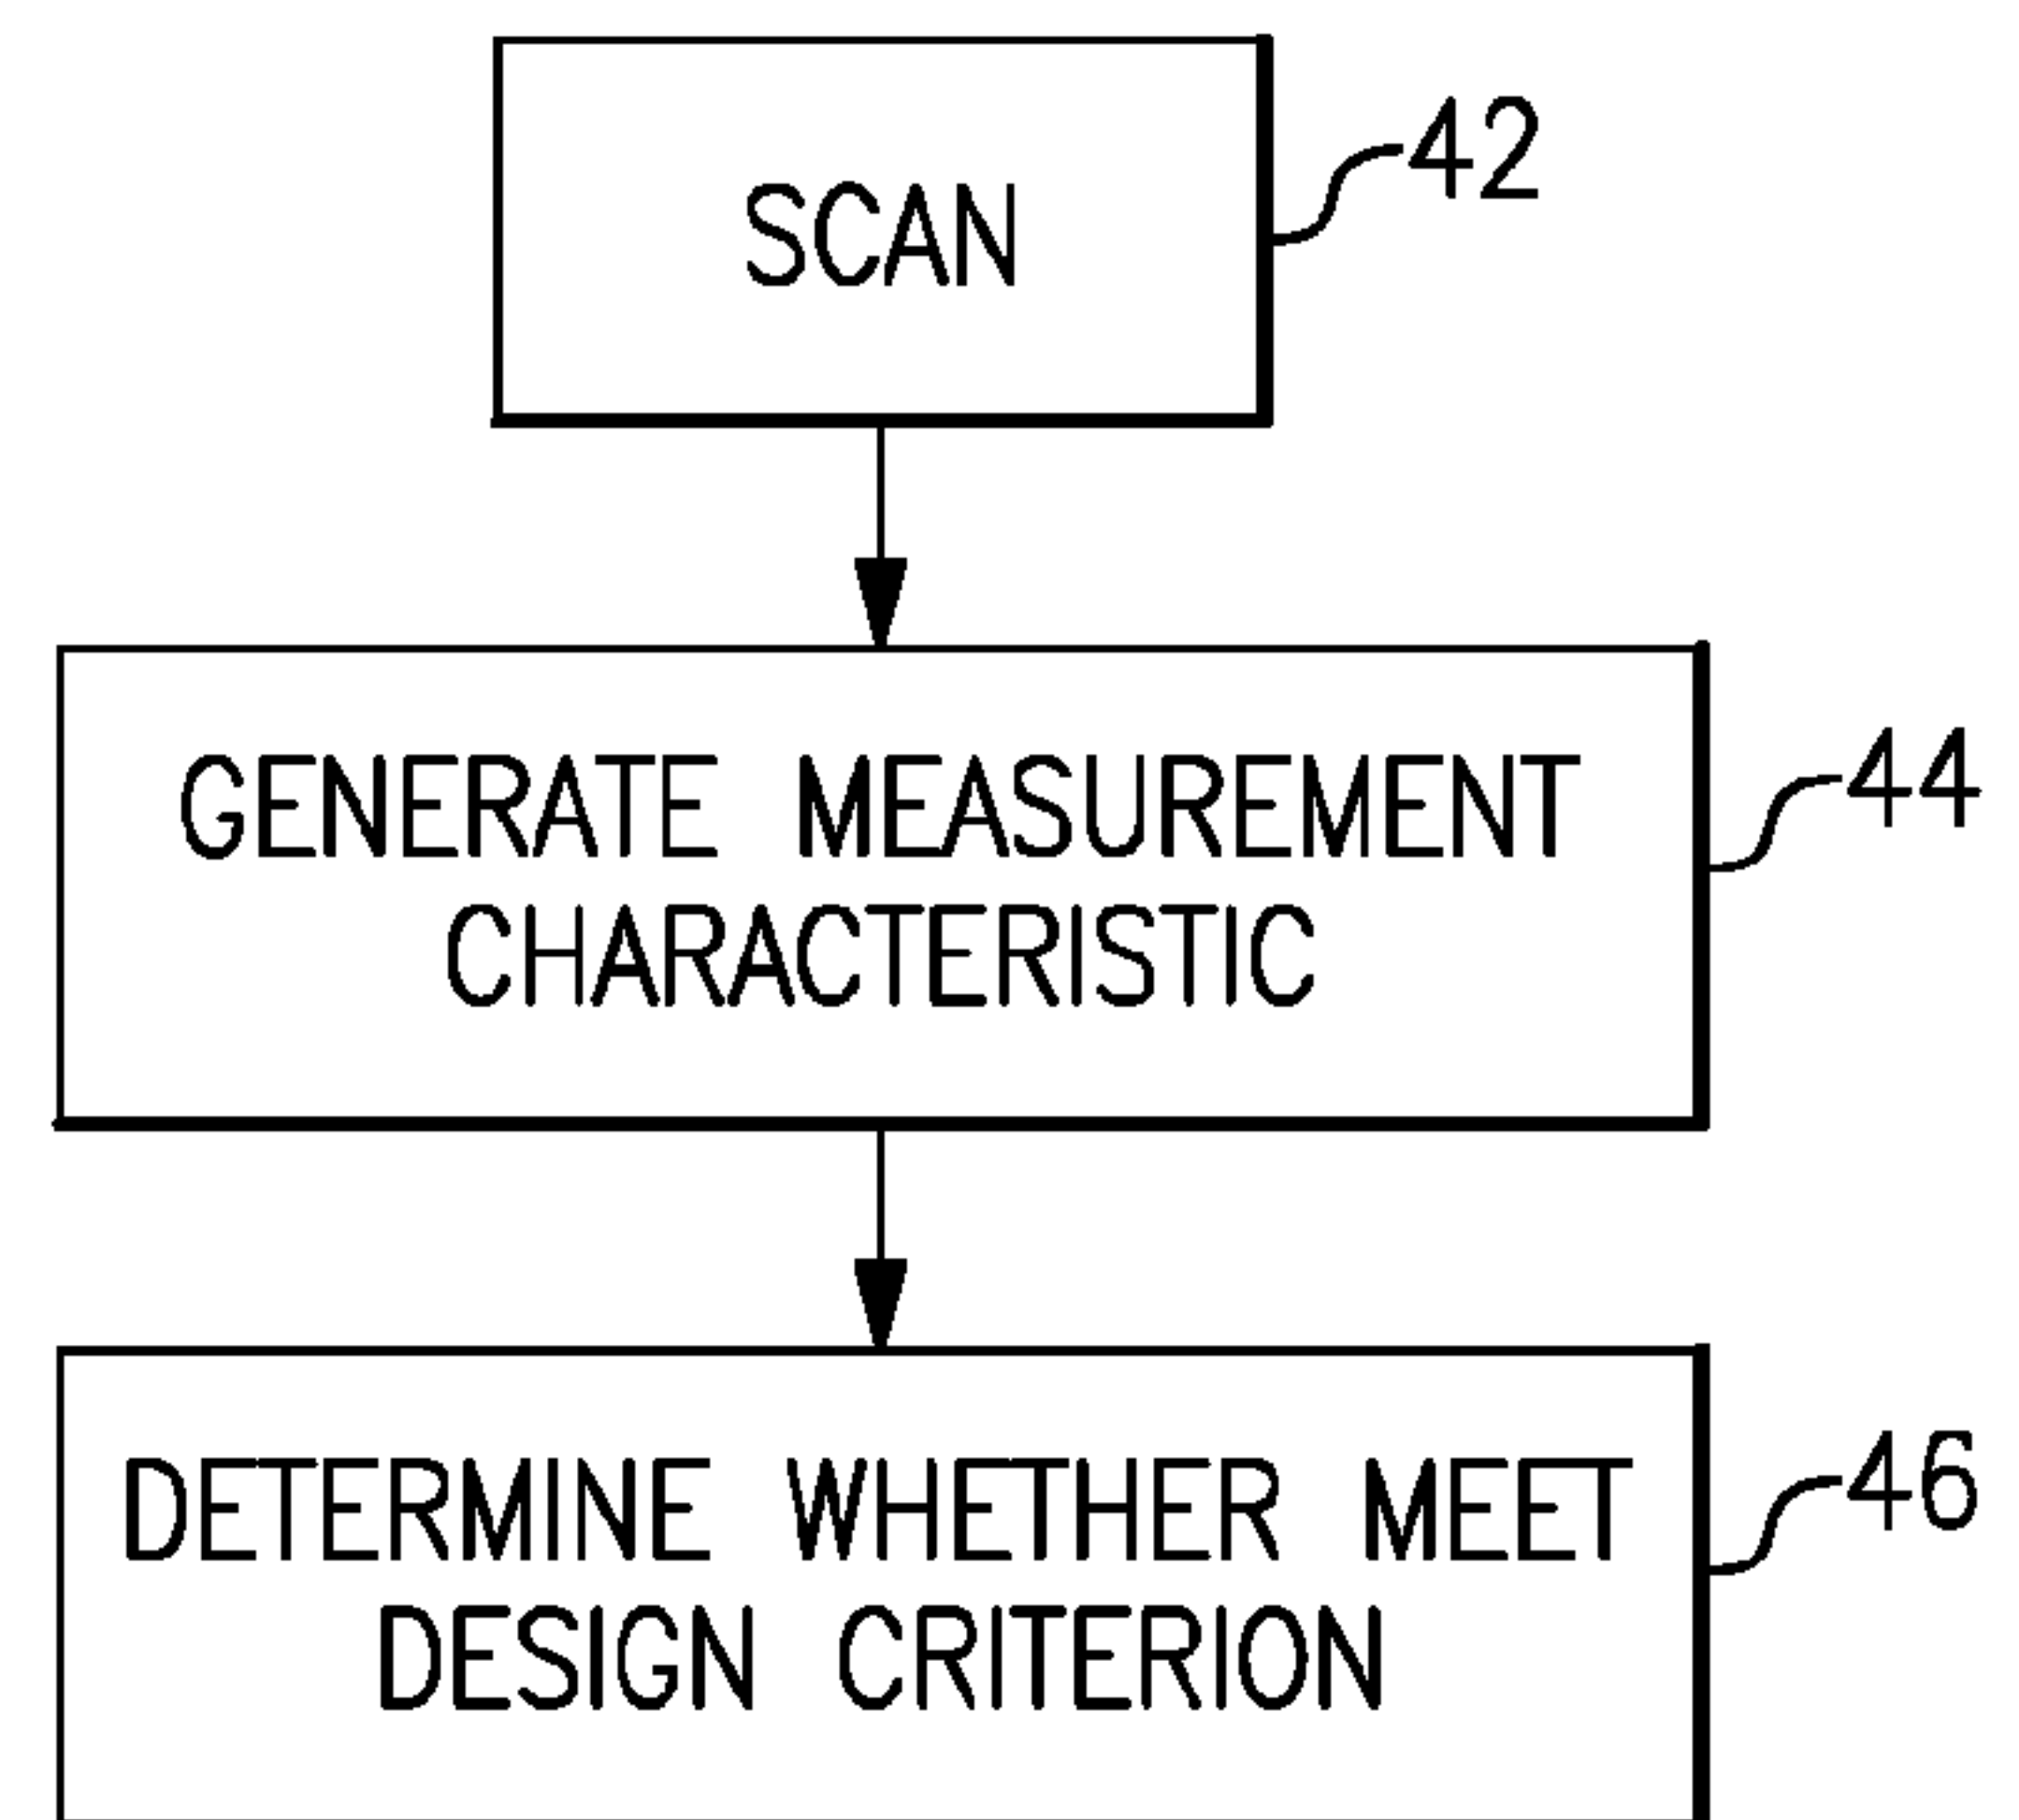 SCAN
42
GENERATE MEASUREMENT
CHARACTERISTIC
44
DETERMINE WHETHER MEET
DESIGN CRITERION
46